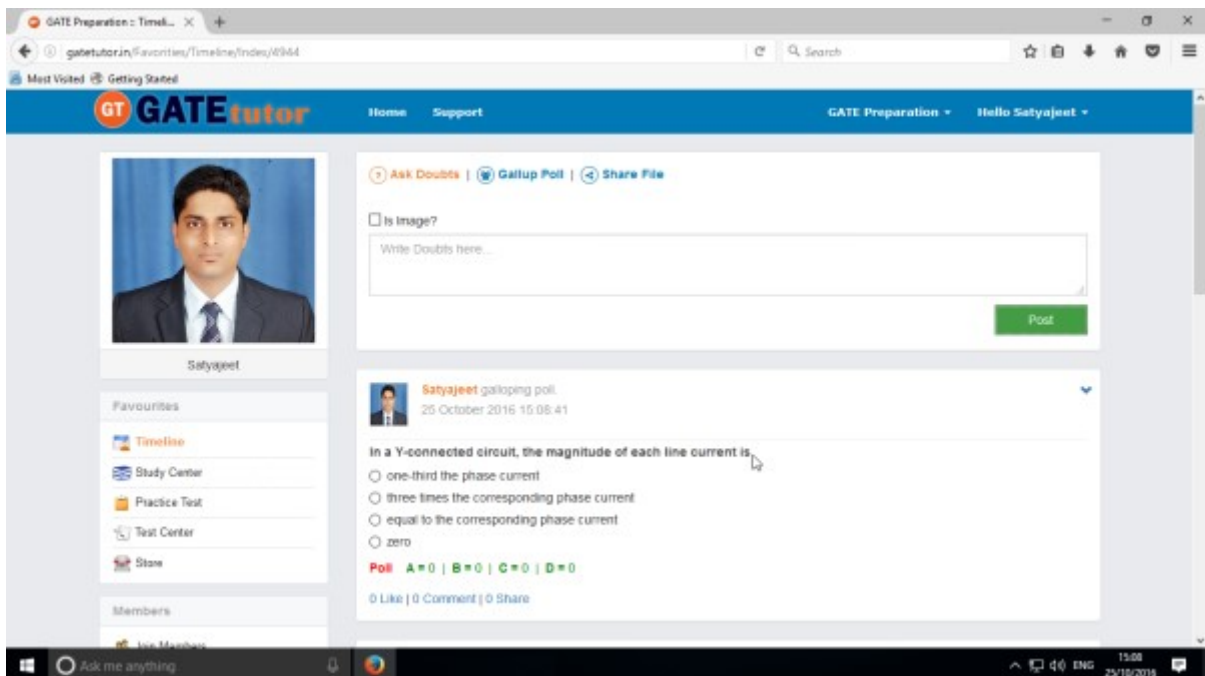 GATE Preparation :: Timeli...
gatetutor.in/Favorities/Timeline/Index/4944
Search
Most Visited Getting Started
GT GATEtutor Home Support GATE Preparation Hello Satyajeet
Ask Doubts | Gallup Poll | Share File
Is Image?
Write Doubts here...
Post
Satyajeet
Favourites
Timeline
Study Center
Practice Test
Test Center
Store
Members
Join Members
Satyajeet galloping poll.
25 October 2016 15:08:41
In a Y-connected circuit, the magnitude of each line current is
one-third the phase current
three times the corresponding phase current
equal to the corresponding phase current
zero
Poll A = 0 | B = 0 | C = 0 | D = 0
0 Like | 0 Comment | 0 Share
Ask me anything
ENG
15:08
25/10/2016